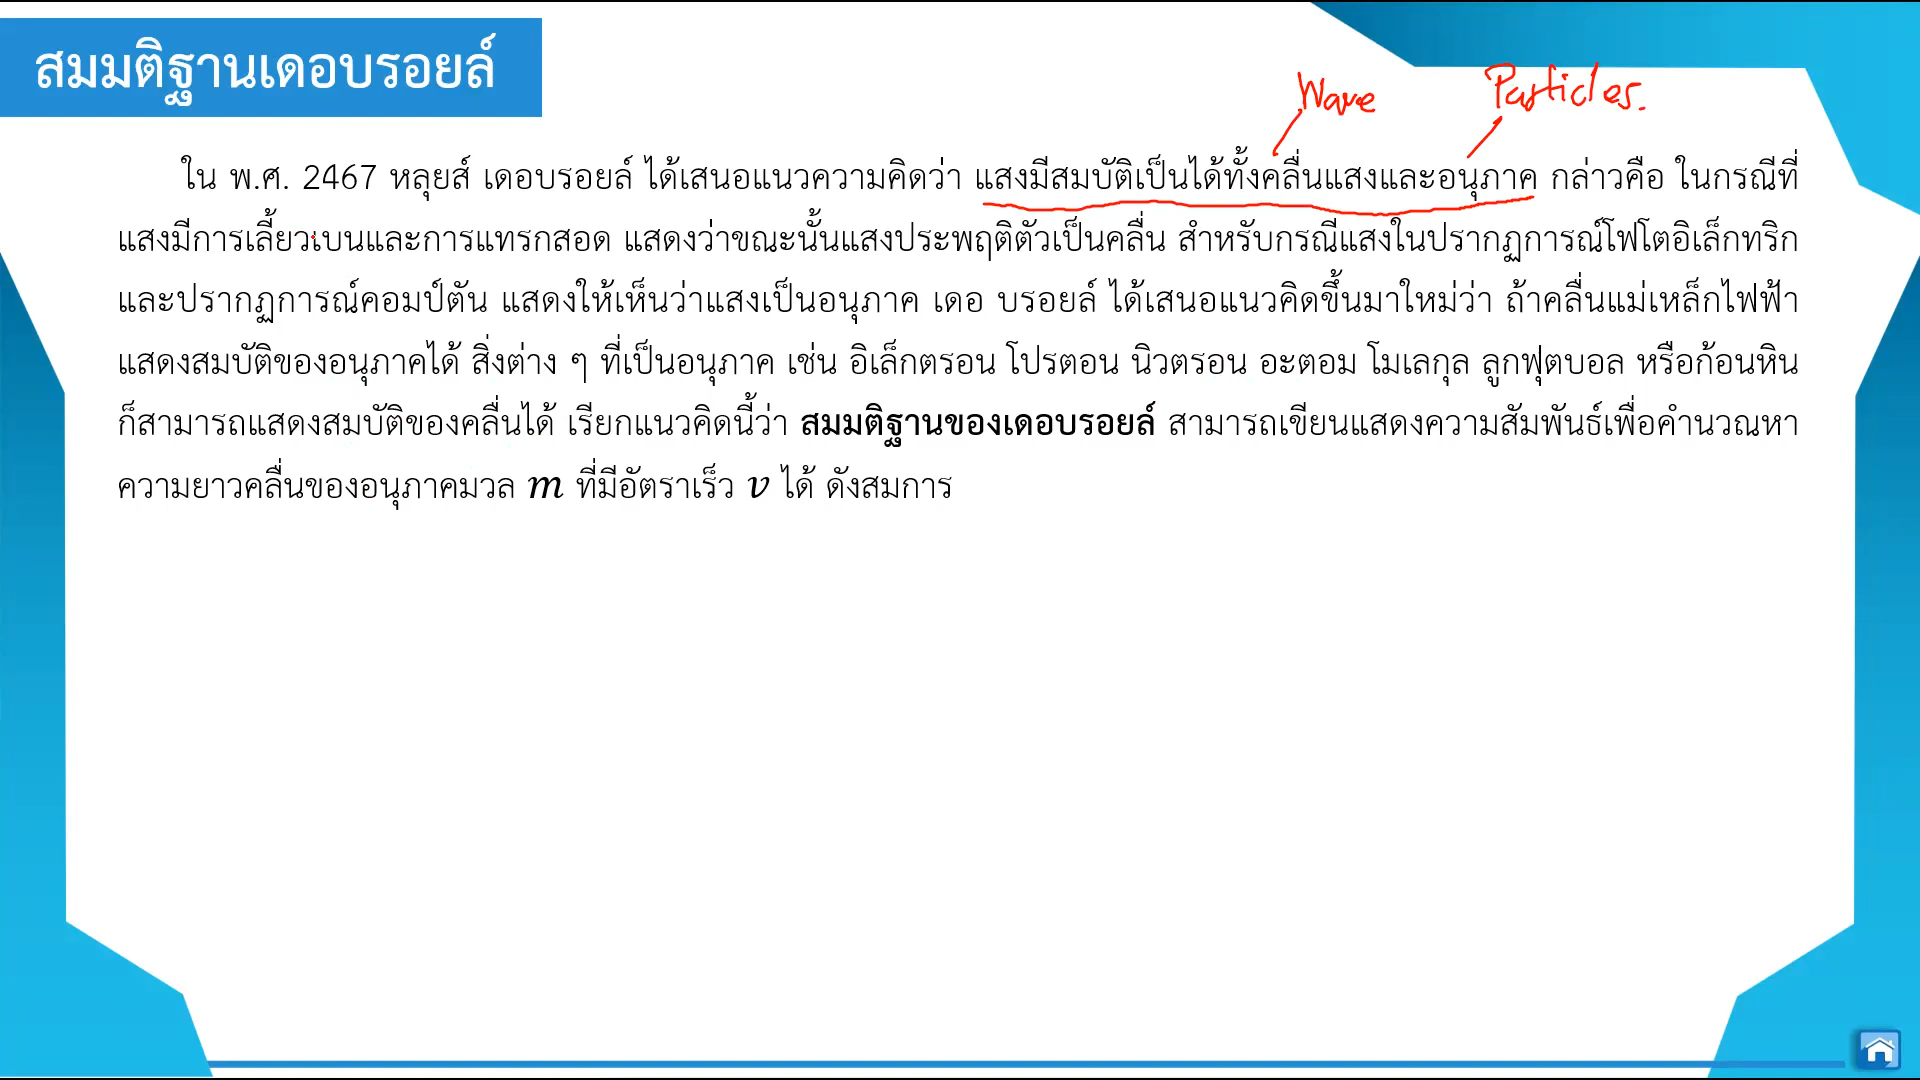 สมมติฐานเดอบรอยล์
Wave
Particles.
ใน พ.ศ. 2467 หลุยส์ เดอบรอยล์ ได้เสนอแนวความคิดว่า แสงมีสมบัติเป็นได้ทั้งคลื่นแสงและอนุภาค กล่าวคือ ในกรณีที่
แสงมีการเลี้ยวเบนและการแทรกสอด แสดงว่าขณะนั้นแสงประพฤติตัวเป็นคลื่น สำหรับกรณีแสงในปรากฏการณ์โฟโตอิเล็กทริก
และปรากฏการณ์คอมป์ตัน แสดงให้เห็นว่าแสงเป็นอนุภาค เดอ บรอยล์ ได้เสนอแนวคิดขึ้นมาใหม่ว่า ถ้าคลื่นแม่เหล็กไฟฟ้า
แสดงสมบัติของอนุภาคได้ สิ่งต่าง ๆ ที่เป็นอนุภาค เช่น อิเล็กตรอน โปรตอน นิวตรอน อะตอม โมเลกุล ลูกฟุตบอล หรือก้อนหิน
ก็สามารถแสดงสมบัติของคลื่นได้ เรียกแนวคิดนี้ว่า สมมติฐานของเดอบรอยล์ สามารถเขียนแสดงความสัมพันธ์เพื่อคำนวณหา
ความยาวคลื่นของอนุภาคมวล m ที่มีอัตราเร็ว v ได้ ดังสมการ